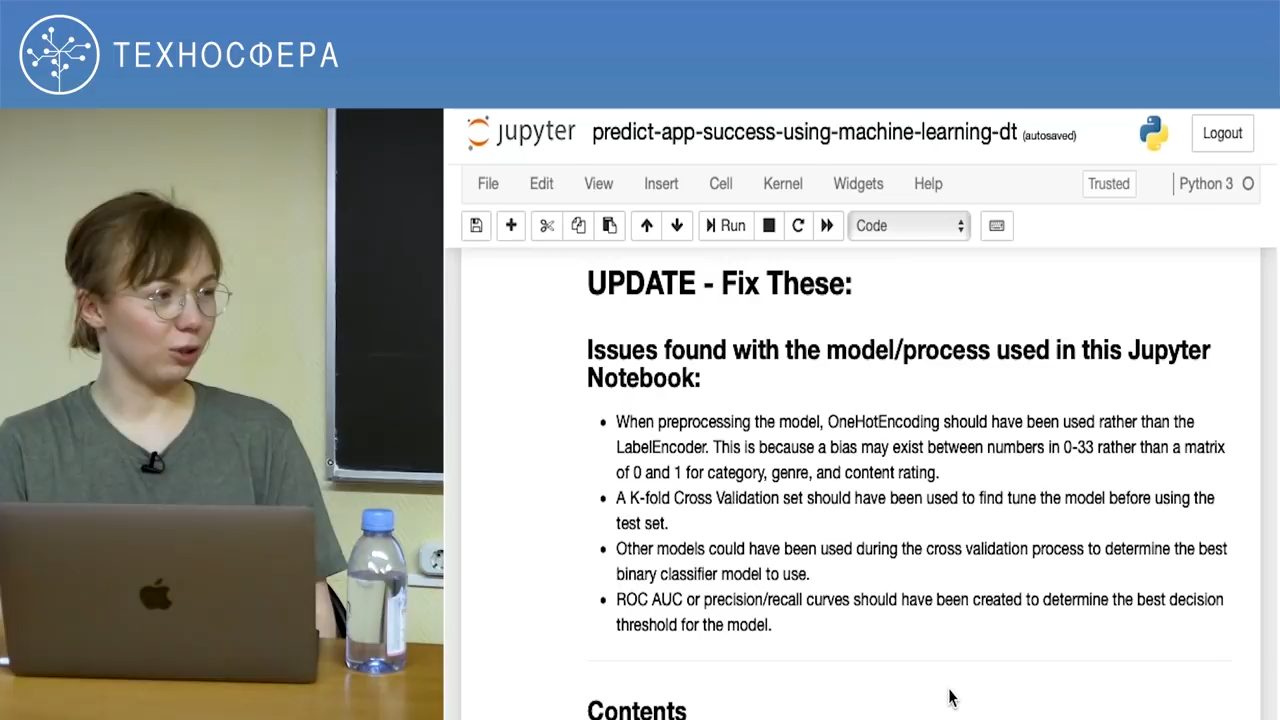 ТЕХНОСФЕРА
jupyter predict-app-success-using-machine-learning-dt (autosaved) Logout
File Edit View Insert Cell Kernel Widgets Help Trusted Python 3
Run Code
UPDATE - Fix These:
Issues found with the model/process used in this Jupyter
Notebook:
• When preprocessing the model, OneHotEncoding should have been used rather than the
LabelEncoder. This is because a bias may exist between numbers in 0-33 rather than a matrix
of 0 and 1 for category, genre, and content rating.
• A K-fold Cross Validation set should have been used to find tune the model before using the
test set.
• Other models could have been used during the cross validation process to determine the best
binary classifier model to use.
• ROC AUC or precision/recall curves should have been created to determine the best decision
threshold for the model.
Contents